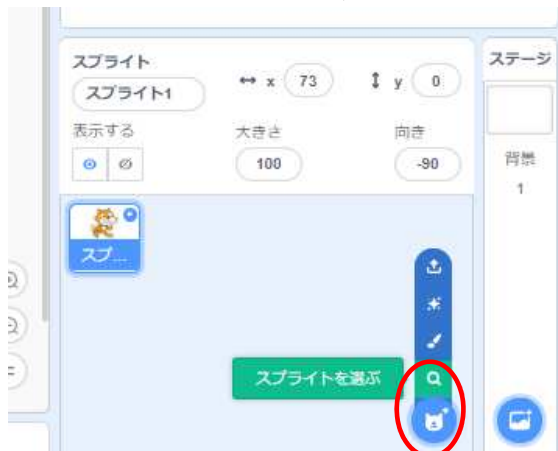 スプライト
スプライト1
x 73
y 0
ステージ
表示する
大きさ
向き
100
-90
背景
1
スプ...
スプライトを選ぶ